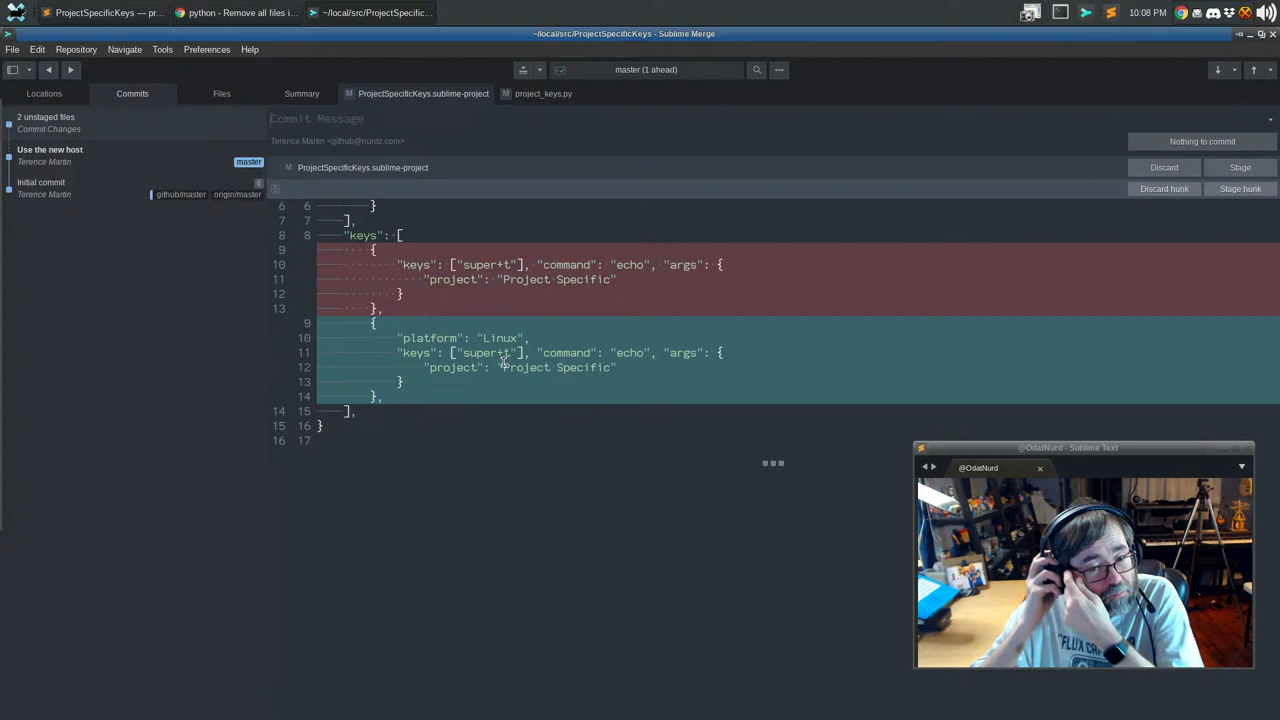 ProjectSpecificKeys — pr...
python - Remove all files i...
~/local/src/ProjectSpecific...
10:08 PM
~/local/src/ProjectSpecificKeys - Sublime Merge
File Edit Repository Navigate Tools Preferences Help
master (1 ahead)
Locations Commits Files Summary M ProjectSpecificKeys.sublime-project M project_keys.py
2 unstaged files
Commit Changes
Use the new host
Terence Martin master
Initial commit 6
Terence Martin github/master origin/master
Commit Message
Terence Martin <github@nurdz.com>
Nothing to commit
M ProjectSpecificKeys.sublime-project Discard Stage
Discard hunk Stage hunk
6 6 }
7 7 ],
8 8 "keys": [
9 {
10 "keys": ["super+t"], "command": "echo", "args": {
11 "project": "Project Specific"
12 }
13 },
9 {
10 "platform": "Linux",
11 "keys": ["super+t"], "command": "echo", "args": {
12 "project": "Project Specific"
13 }
14 },
14 15 ],
15 16 }
16 17
@OdatNurd - Sublime Text
@OdatNurd
"FLUX